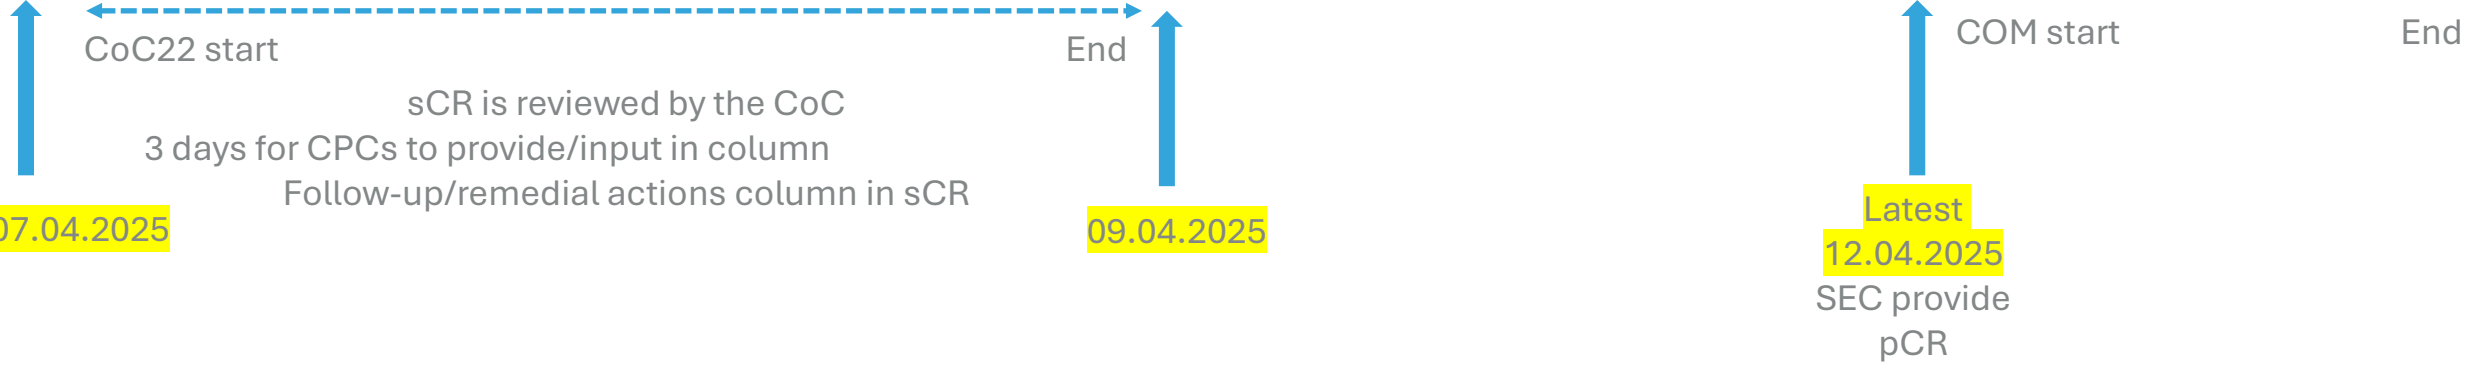 CoC22 start
End
sCR is reviewed by the CoC
3 days for CPCs to provide/input in column
Follow-up/remedial actions column in sCR
07.04.2025
09.04.2025
COM start
End
Latest
12.04.2025
SEC provide
pCR